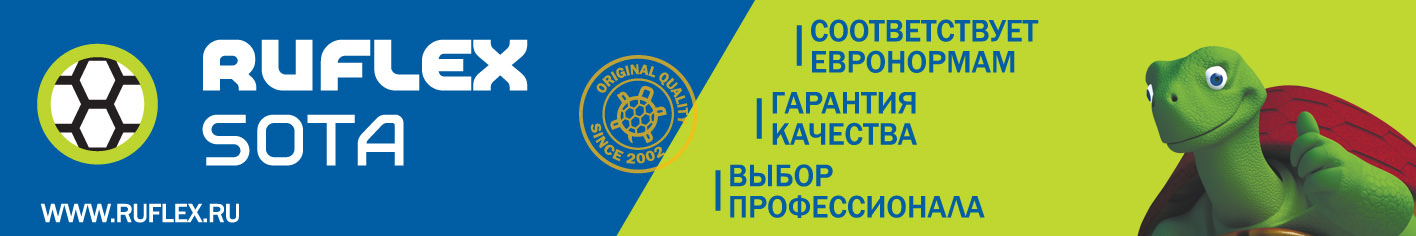 RUFLEX
SOTA
WWW.RUFLEX.RU
ORIGINAL QUALITY
SINCE 2002
СООТВЕТСТВУЕТ
ЕВРОНОРМАМ
ГАРАНТИЯ
КАЧЕСТВА
ВЫБОР
ПРОФЕССИОНАЛА